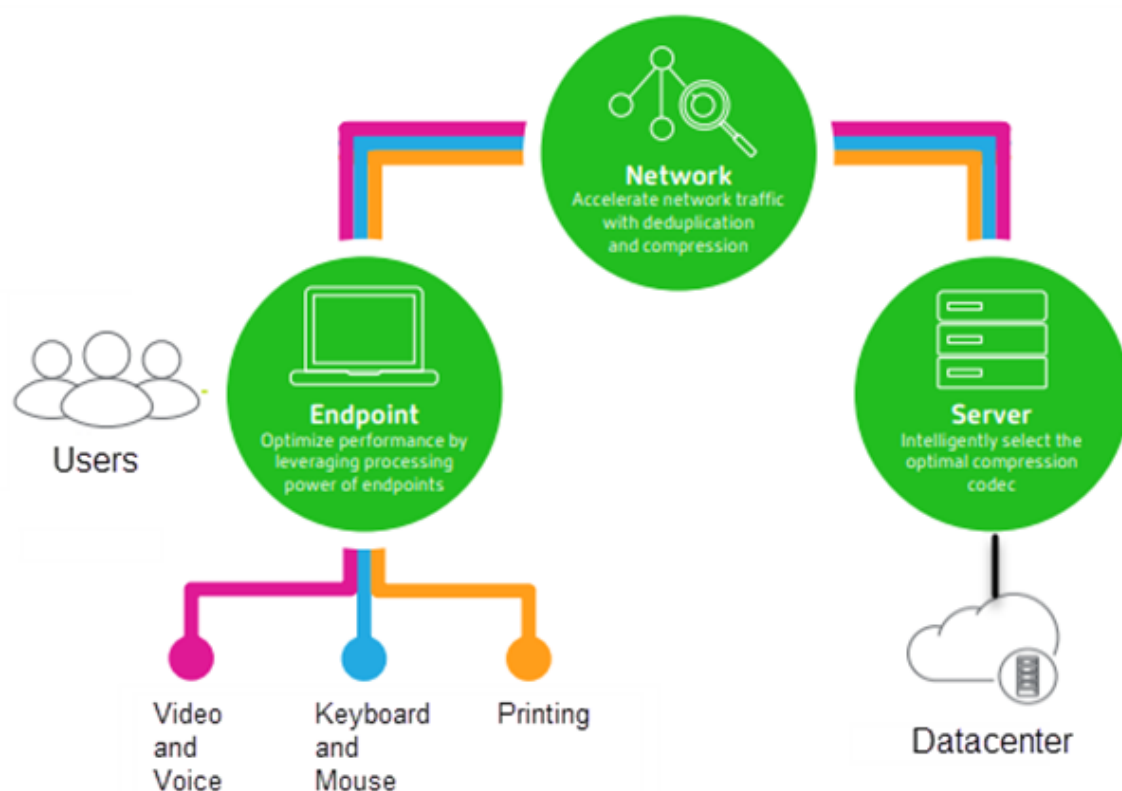 Network
Accelerate network traffic
with deduplication
and compression
Endpoint
Optimize performance by
leveraging processing
power of endpoints
Server
Intelligently select the
optimal compression
codec
Users
Video
and
Voice
Keyboard
and
Mouse
Printing
Datacenter